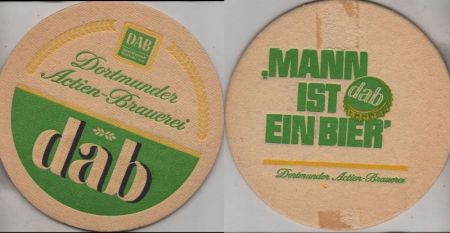 DAB
Dortmunder
Actien-Brauerei
dab
„MANN
IST
dab
EIN BIER“
Dortmunder Actien-Brauerei